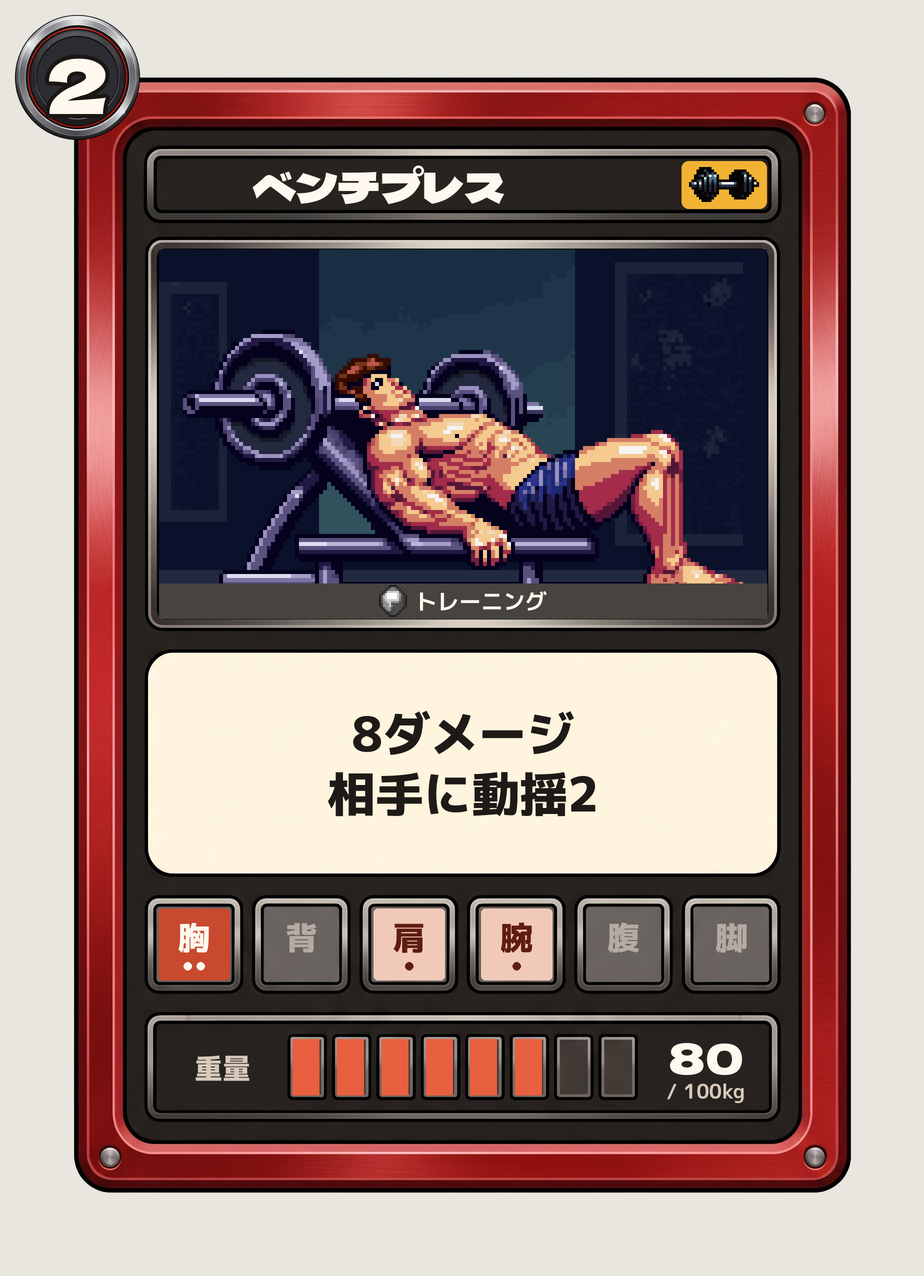 2
ベンチプレス
トレーニング
8ダメージ
相手に動揺2
胸 背 肩 腕 腹 脚
重量 80
/ 100kg